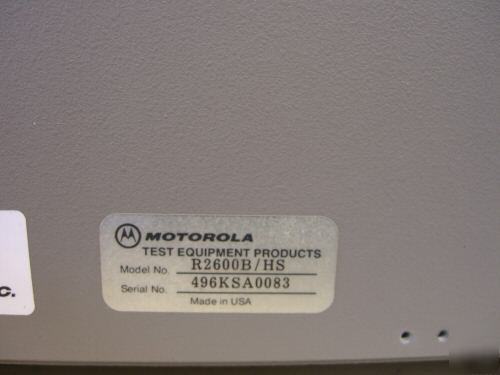 MOTOROLA
TEST EQUIPMENT PRODUCTS
Model No. R2600B/HS
Serial No. 496KSA0083
Made in USA
c.